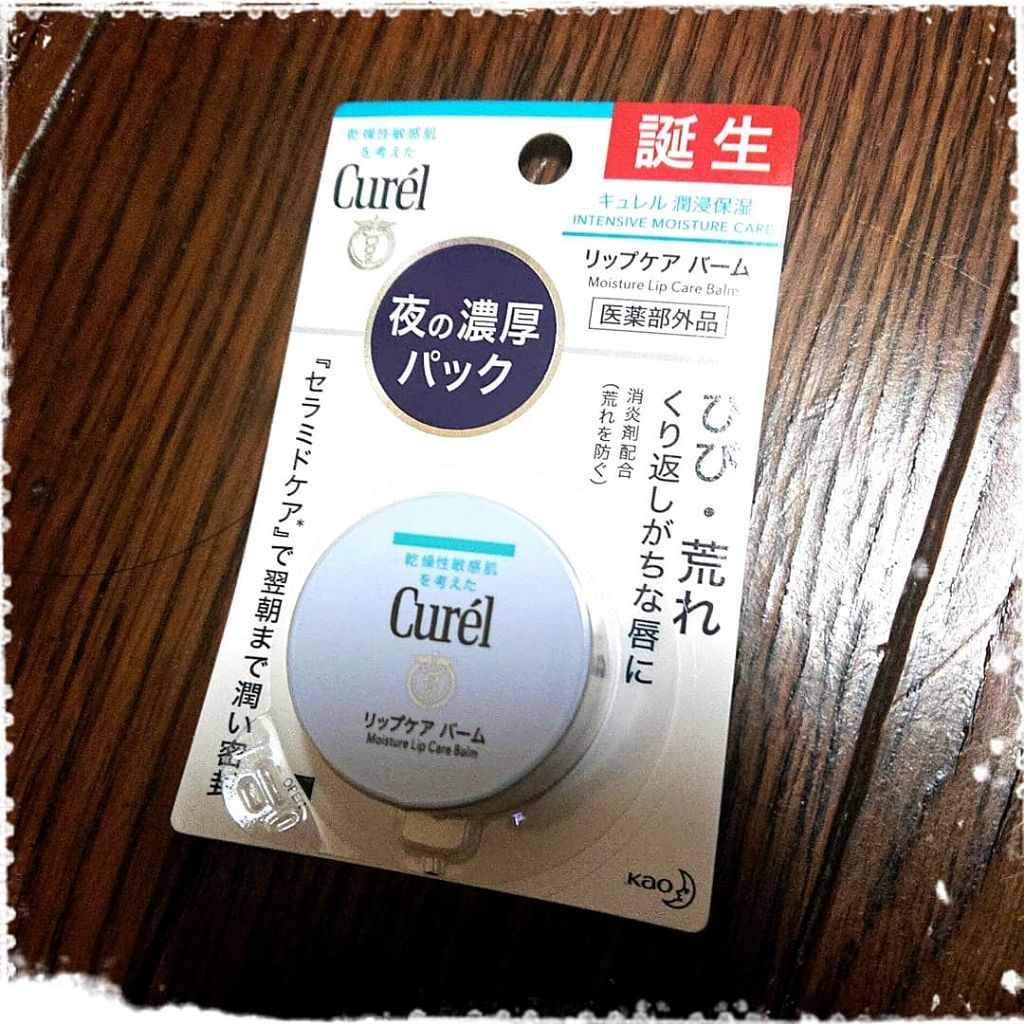 乾燥性敏感肌
を考えた
Curél
誕生
キュレル 潤浸保湿
INTENSIVE MOISTURE CARE
リップケア バーム
Moisture Lip Care Balm
医薬部外品
夜の濃厚
パック
ひび・荒れ
くり返しがちな唇に
消炎剤配合
(荒れを防ぐ)
『セラミドケア*』で翌朝まで潤い密封
乾燥性敏感肌
を考えた
Curél
リップケア バーム
Moisture Lip Care Balm
Kao